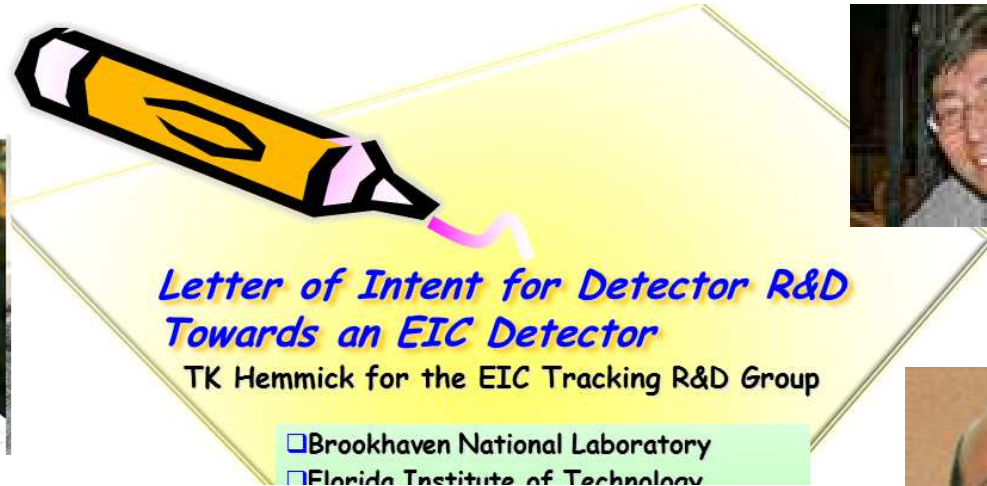 Letter of Intent for Detector R&D
Towards an EIC Detector
TK Hemmick for the EIC Tracking R&D Group
❑Brookhaven National Laboratory
❑Florida Institute of Technology